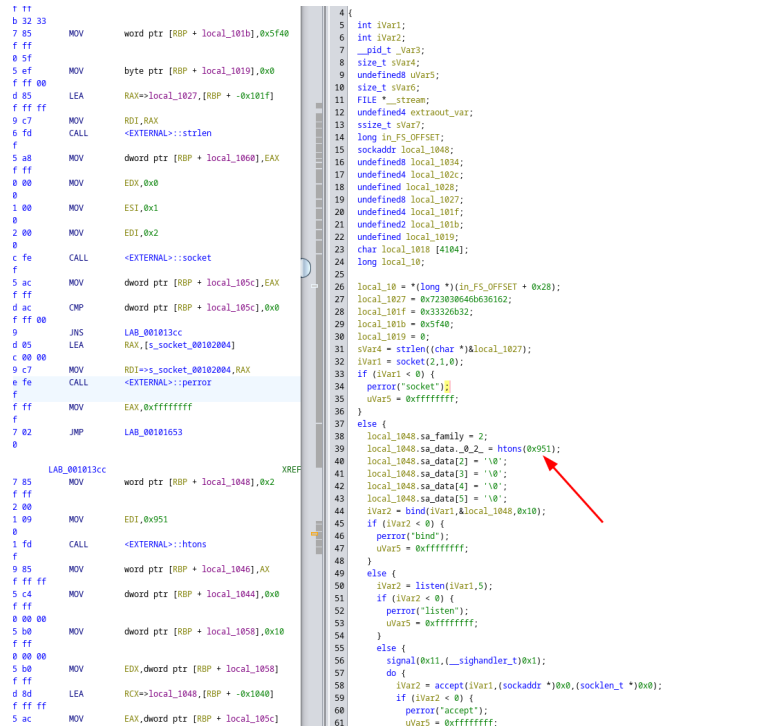 f ff
b 32 33
7 85 MOV word ptr [RBP + local_101b],0x5f40
f ff
0 5f
5 ef MOV byte ptr [RBP + local_1019],0x0
f ff 00
d 85 LEA RAX=>local_1027,[RBP + -0x101f]
f ff ff
9 c7 MOV RDI,RAX
6 fd CALL <EXTERNAL>::strlen
f
5 a8 MOV dword ptr [RBP + local_1060],EAX
f ff
0 00 MOV EDX,0x0
0
1 00 MOV ESI,0x1
0
2 00 MOV EDI,0x2
0
c fe CALL <EXTERNAL>::socket
f
5 ac MOV dword ptr [RBP + local_105c],EAX
f ff
d ac CMP dword ptr [RBP + local_105c],0x0
f ff 00
9 JNS LAB_001013cc
d 05 LEA RAX,[s_socket_00102004]
c 00 00
9 c7 MOV RDI=>s_socket_00102004,RAX
e fe CALL <EXTERNAL>::perror
f
f ff MOV EAX,0xffffffff
f
7 02 JMP LAB_00101653
0
LAB_001013cc XREF
7 85 MOV word ptr [RBP + local_1048],0x2
f ff
2 00
1 09 MOV EDI,0x951
0
1 fd CALL <EXTERNAL>::htons
f
9 85 MOV word ptr [RBP + local_1046],AX
f ff ff
5 c4 MOV dword ptr [RBP + local_1044],0x0
f ff
0 00 00
5 b0 MOV dword ptr [RBP + local_1058],0x10
f ff
0 00 00
5 b0 MOV EDX,dword ptr [RBP + local_1058]
f ff
d 8d LEA RCX=>local_1048,[RBP + -0x1040]
f ff ff
5 ac MOV EAX,dword ptr [RBP + local_105c]
4 {
5 int iVar1;
6 int iVar2;
7 __pid_t _Var3;
8 size_t sVar4;
9 undefined8 uVar5;
10 size_t sVar6;
11 FILE *__stream;
12 undefined4 extraout_var;
13 ssize_t sVar7;
14 long in_FS_OFFSET;
15 sockaddr local_1048;
16 undefined8 local_1034;
17 undefined4 local_102c;
18 undefined local_1028;
19 undefined8 local_1027;
20 undefined4 local_101f;
21 undefined2 local_101b;
22 undefined local_1019;
23 char local_1018 [4104];
24 long local_10;
25
26 local_10 = *(long *)(in_FS_OFFSET + 0x28);
27 local_1027 = 0x723030646b636162;
28 local_101f = 0x33326b32;
29 local_101b = 0x5f40;
30 local_1019 = 0;
31 sVar4 = strlen((char *)&local_1027);
32 iVar1 = socket(2,1,0);
33 if (iVar1 < 0) {
34 perror("socket");
35 uVar5 = 0xffffffff;
36 }
37 else {
38 local_1048.sa_family = 2;
39 local_1048.sa_data._0_2_ = htons(0x951);
40 local_1048.sa_data[2] = '\0';
41 local_1048.sa_data[3] = '\0';
42 local_1048.sa_data[4] = '\0';
43 local_1048.sa_data[5] = '\0';
44 iVar2 = bind(iVar1,&local_1048,0x10);
45 if (iVar2 < 0) {
46 perror("bind");
47 uVar5 = 0xffffffff;
48 }
49 else {
50 iVar2 = listen(iVar1,5);
51 if (iVar2 < 0) {
52 perror("listen");
53 uVar5 = 0xffffffff;
54 }
55 else {
56 signal(0x11,(__sighandler_t)0x1);
57 do {
58 iVar2 = accept(iVar1,(sockaddr *)0x0,(socklen_t *)0x0);
59 if (iVar2 < 0) {
60 perror("accept");
61 uVar5 = 0xffffffff;